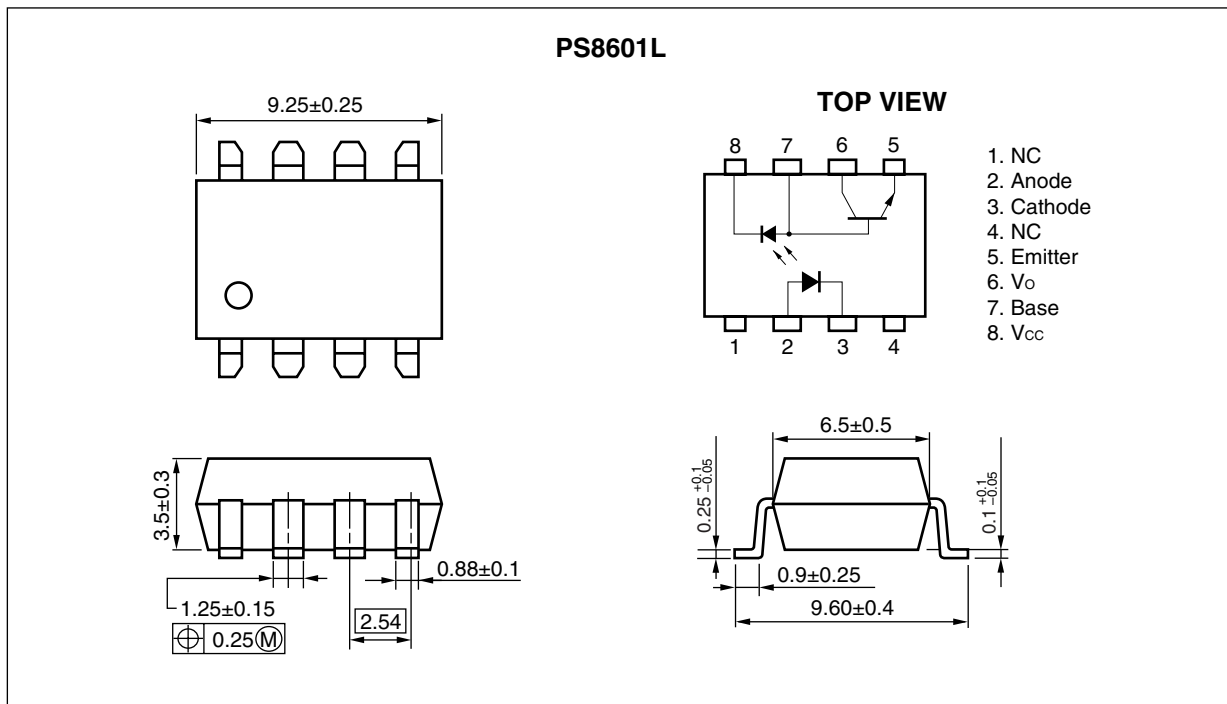 PS8601L
9.25±0.25
TOP VIEW
8 7 6 5
1 2 3 4
1. NC
2. Anode
3. Cathode
4. NC
5. Emitter
6. VO
7. Base
8. VCC
3.5±0.3
1.25±0.15
0.25 M
0.88±0.1
2.54
6.5±0.5
0.25 +0.1 -0.05
0.1 +0.1 -0.05
0.9±0.25
9.60±0.4